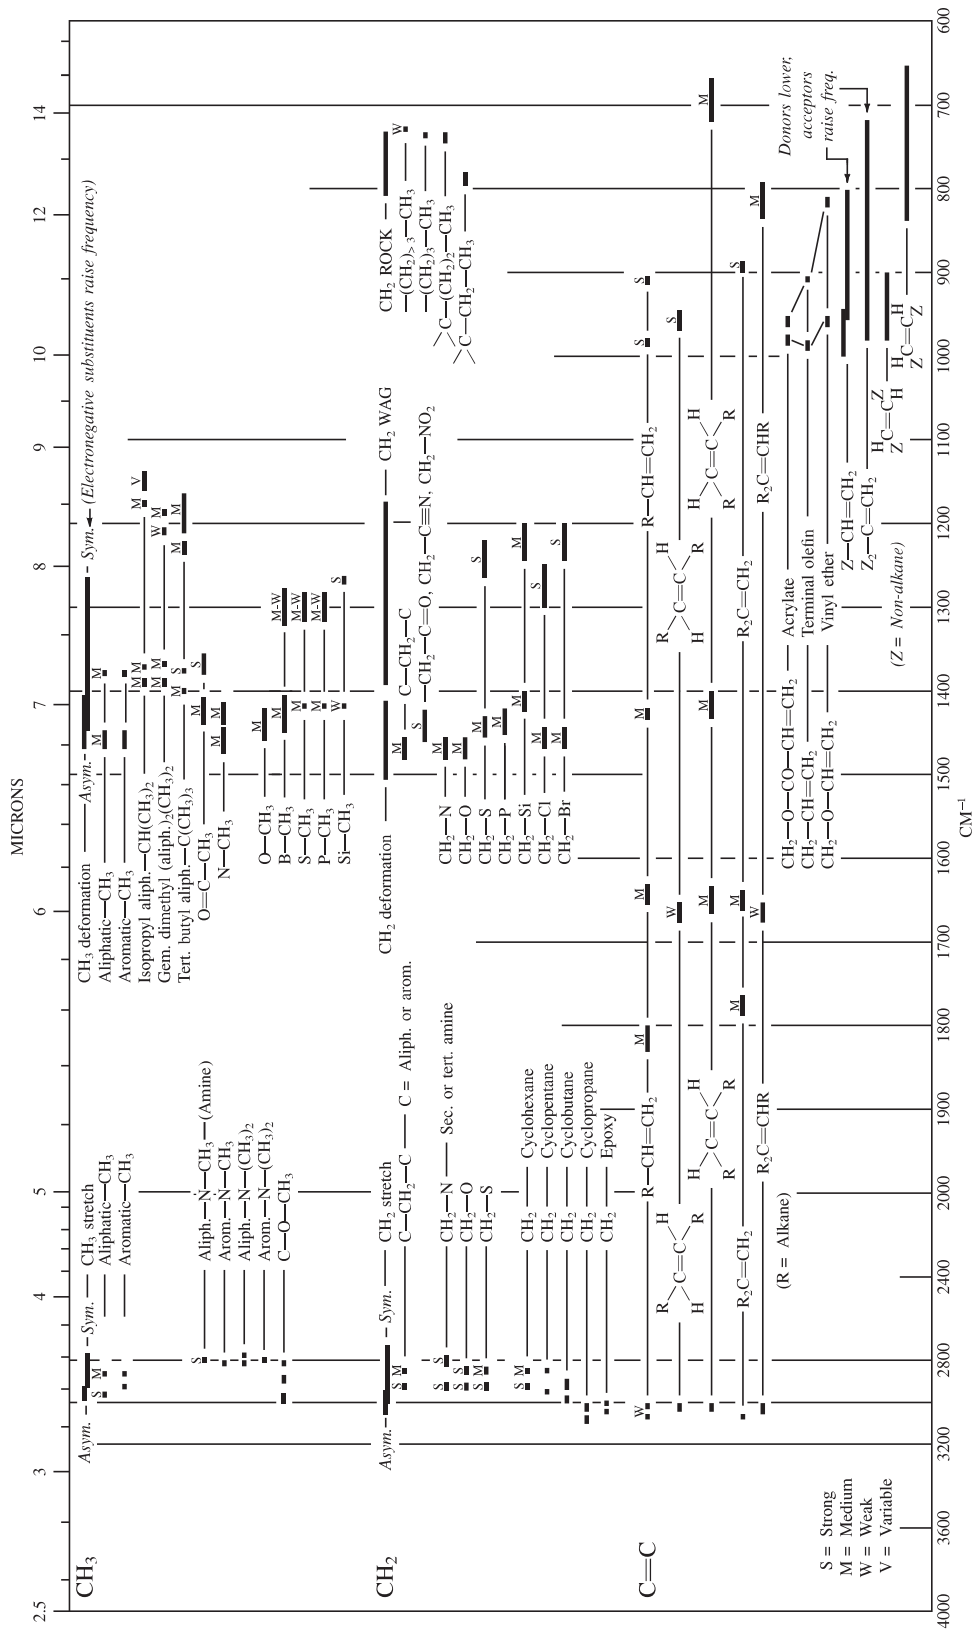 MICRONS
2.5 3 4 5 6 7 8 9 10 12 14
CH3
Asym. Sym. CH3 stretch
S M Aliphatic—CH3
Aromatic—CH3
S Aliph.—N—CH3—(Amine)
Arom.—N—CH3
Aliph.—N—(CH3)2
Arom.—N—(CH3)2
C—O—CH3
CH3 deformation Asym. Sym. (Electronegative substituents raise frequency)
Aliphatic—CH3 M M
Aromatic—CH3
Isopropyl aliph.—CH(CH3)2 M M M V
Gem. dimethyl (aliph.)2(CH3)2 M M W M
Tert. butyl aliph.—C(CH3)3 M S M M
O=C—CH3 M S
N—CH3 M M
O—CH3 M
B—CH3 M M-W
S—CH3 M M-W
P—CH3 M M-W
Si—CH3 W S
CH2
Asym. Sym. CH2 stretch
S M C—CH2—C C = Aliph. or arom.
S S CH2—N Sec. or tert. amine
S S CH2—O
S M CH2—S
S M CH2 Cyclohexane
CH2 Cyclopentane
CH2 Cyclobutane
CH2 Cyclopropane
CH2 Epoxy
CH2 deformation CH2 WAG CH2 ROCK
M C—CH2—C W —(CH2)>3—CH3
S CH2—C=O, CH2—C≡N, CH2—NO2 —(CH2)3—CH3
CH2—N M —C—(CH2)2—CH3
CH2—O M —C—CH2—CH3
CH2—S M S
CH2—P M
CH2—Si M M
CH2—Cl M S
CH2—Br M S
C=C
W R—CH=CH2 M M M R—CH=CH2 S S
R H C=C H R W R H C=C H R S
H H C=C R R M M H H C=C R R M
R2C=CH2 M M R2C=CH2 S
R2C=CHR W R2C=CHR M
(R = Alkane)
CH2—O—CO—CH=CH2 Acrylate
CH2—CH=CH2 Terminal olefin
CH2—O—CH=CH2 Vinyl ether
Donors lower,
acceptors
raise freq.
Z—CH=CH2
Z2—C=CH2
H Z C=C Z H
H H C=C Z Z
(Z = Non-alkane)
S = Strong
M = Medium
W = Weak
V = Variable
4000 3600 3200 2800 2400 2000 1900 1800 1700 1600 1500 1400 1300 1200 1100 1000 900 800 700 600
CM−1